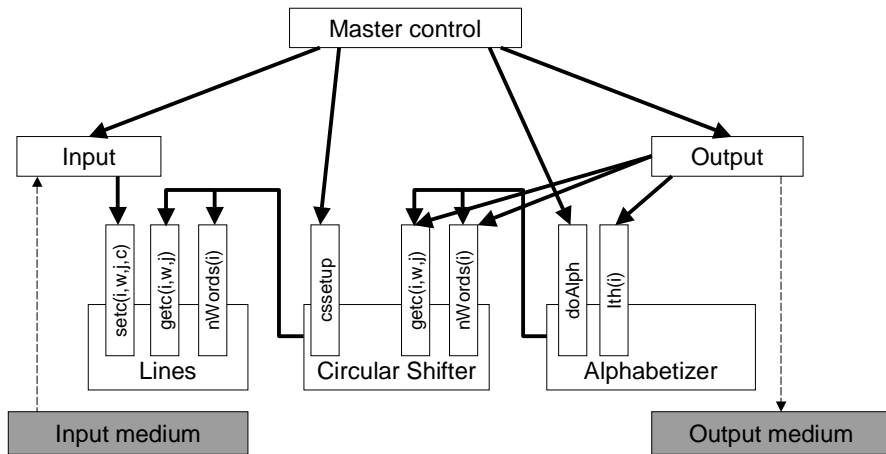 Master control
Input
Output
setc(i,w,j,c)
getc(i,w,j)
nWords(i)
cssetup
getc(i,w,j)
nWords(i)
doAlph
Ith(i)
Lines
Circular Shifter
Alphabetizer
Input medium
Output medium